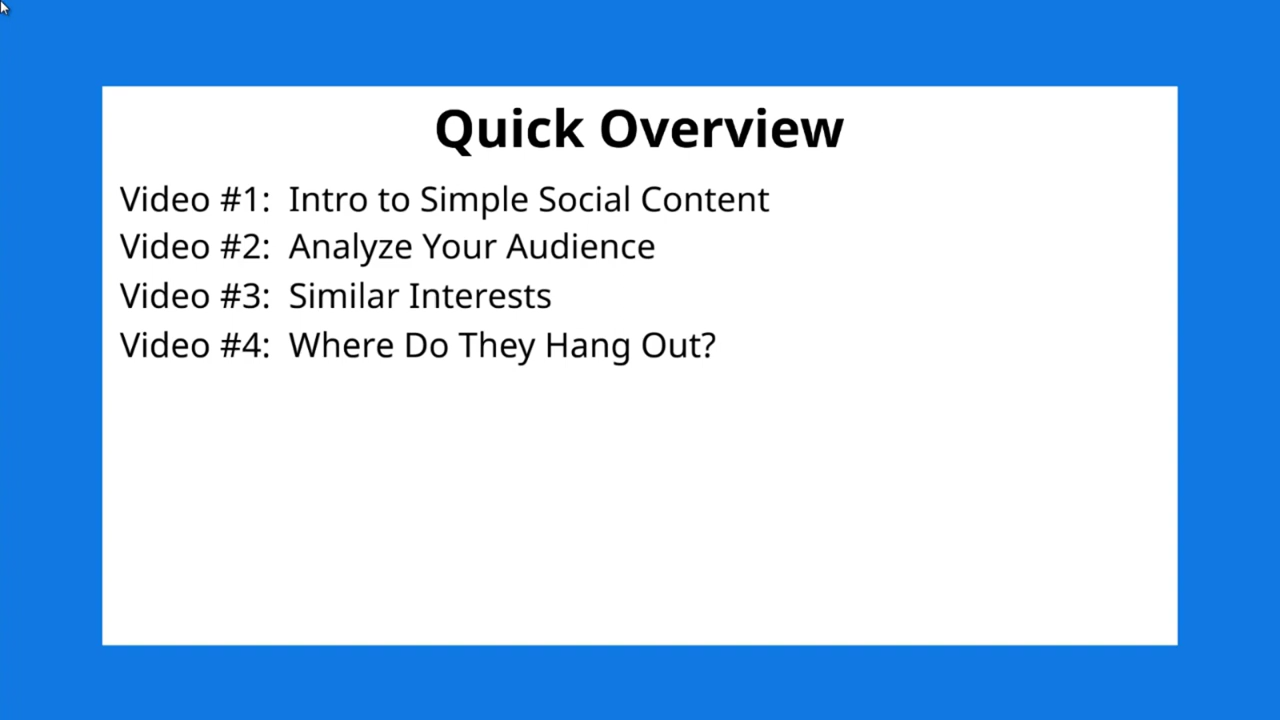 Quick Overview
Video #1: Intro to Simple Social Content
Video #2: Analyze Your Audience
Video #3: Similar Interests
Video #4: Where Do They Hang Out?